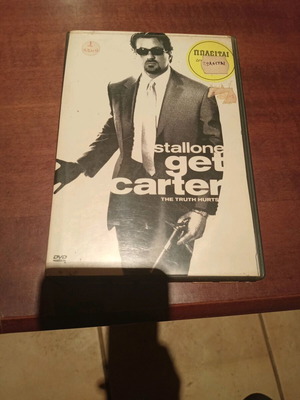 ΠΩΛΕΙΤΑΙ
stallone
get
carter
THE TRUTH HURTS
DVD